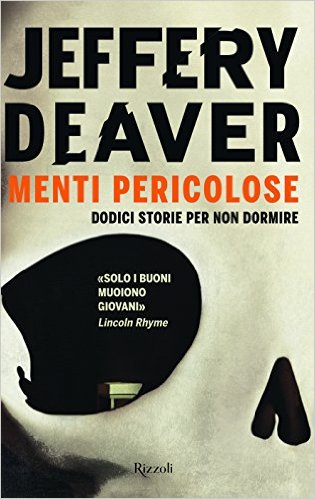 JEFFERY
DEAVER
MENTI PERICOLOSE
DODICI STORIE PER NON DORMIRE
«SOLO I BUONI
MUOIONO
GIOVANI»
Lincoln Rhyme
Rizzoli